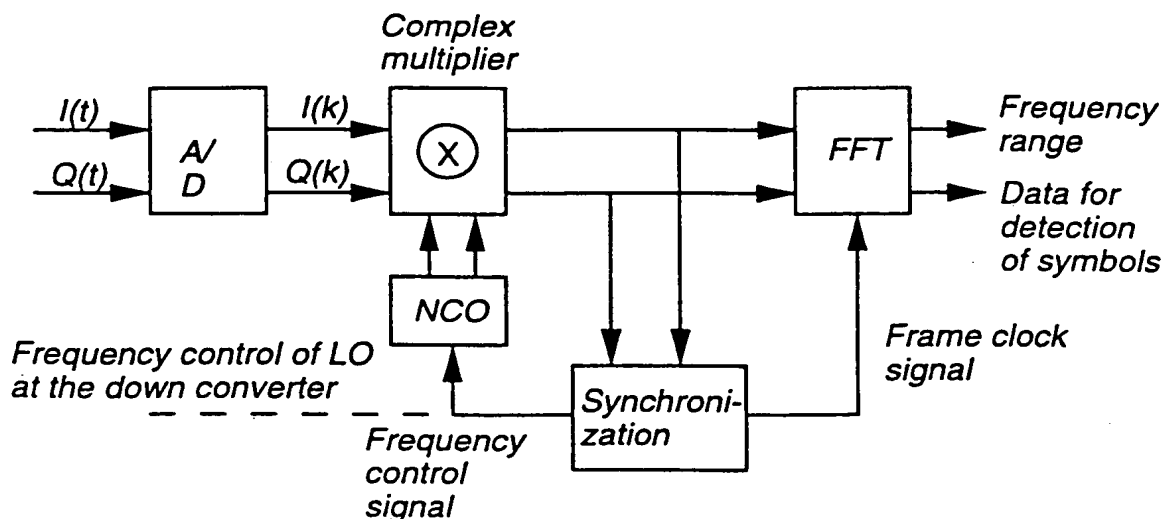 Complex
multiplier
I(t)
I(k)
Q(t)
Q(k)
A/
D
X
FFT
Frequency
range
Data for
detection
of symbols
NCO
Frequency control of LO
at the down converter
Frame clock
signal
Synchroni-
zation
Frequency
control
signal